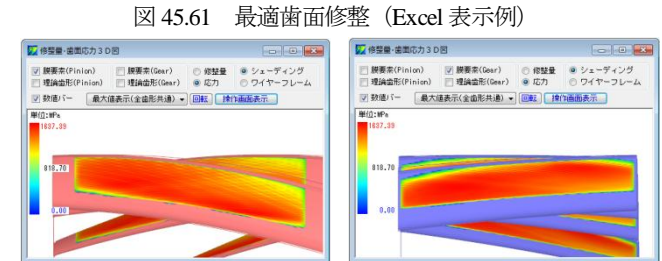 図 45.61 最適歯面修整（Excel 表示例）
修整量・歯面応力３Ｄ図
膜要素(Pinion) 膜要素(Gear) 修整量 シェーディング
理論歯形(Pinion) 理論歯形(Gear) 応力 ワイヤーフレーム
数値バー 最大値表示(全歯形共通) 回転 操作画面表示
単位:MPa
1637.39
818.70
0.00
修整量・歯面応力３Ｄ図
膜要素(Pinion) 膜要素(Gear) 修整量 シェーディング
理論歯形(Pinion) 理論歯形(Gear) 応力 ワイヤーフレーム
数値バー 最大値表示(全歯形共通) 回転 操作画面表示
単位:MPa
1637.39
818.70
0.00